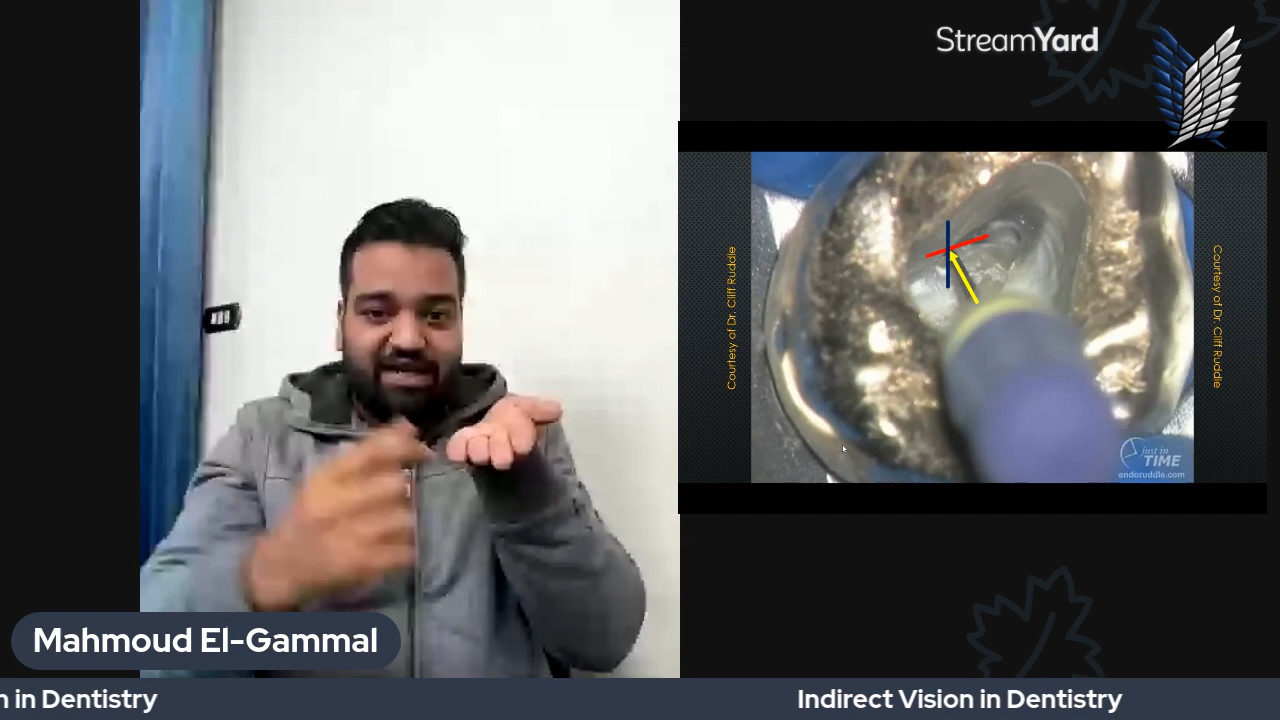 StreamYard
Courtesy of Dr. Cliff Ruddle
Courtesy of Dr. Cliff Ruddle
just in
TIME
endoruddle.com
Mahmoud El-Gammal
n in Dentistry
Indirect Vision in Dentistry